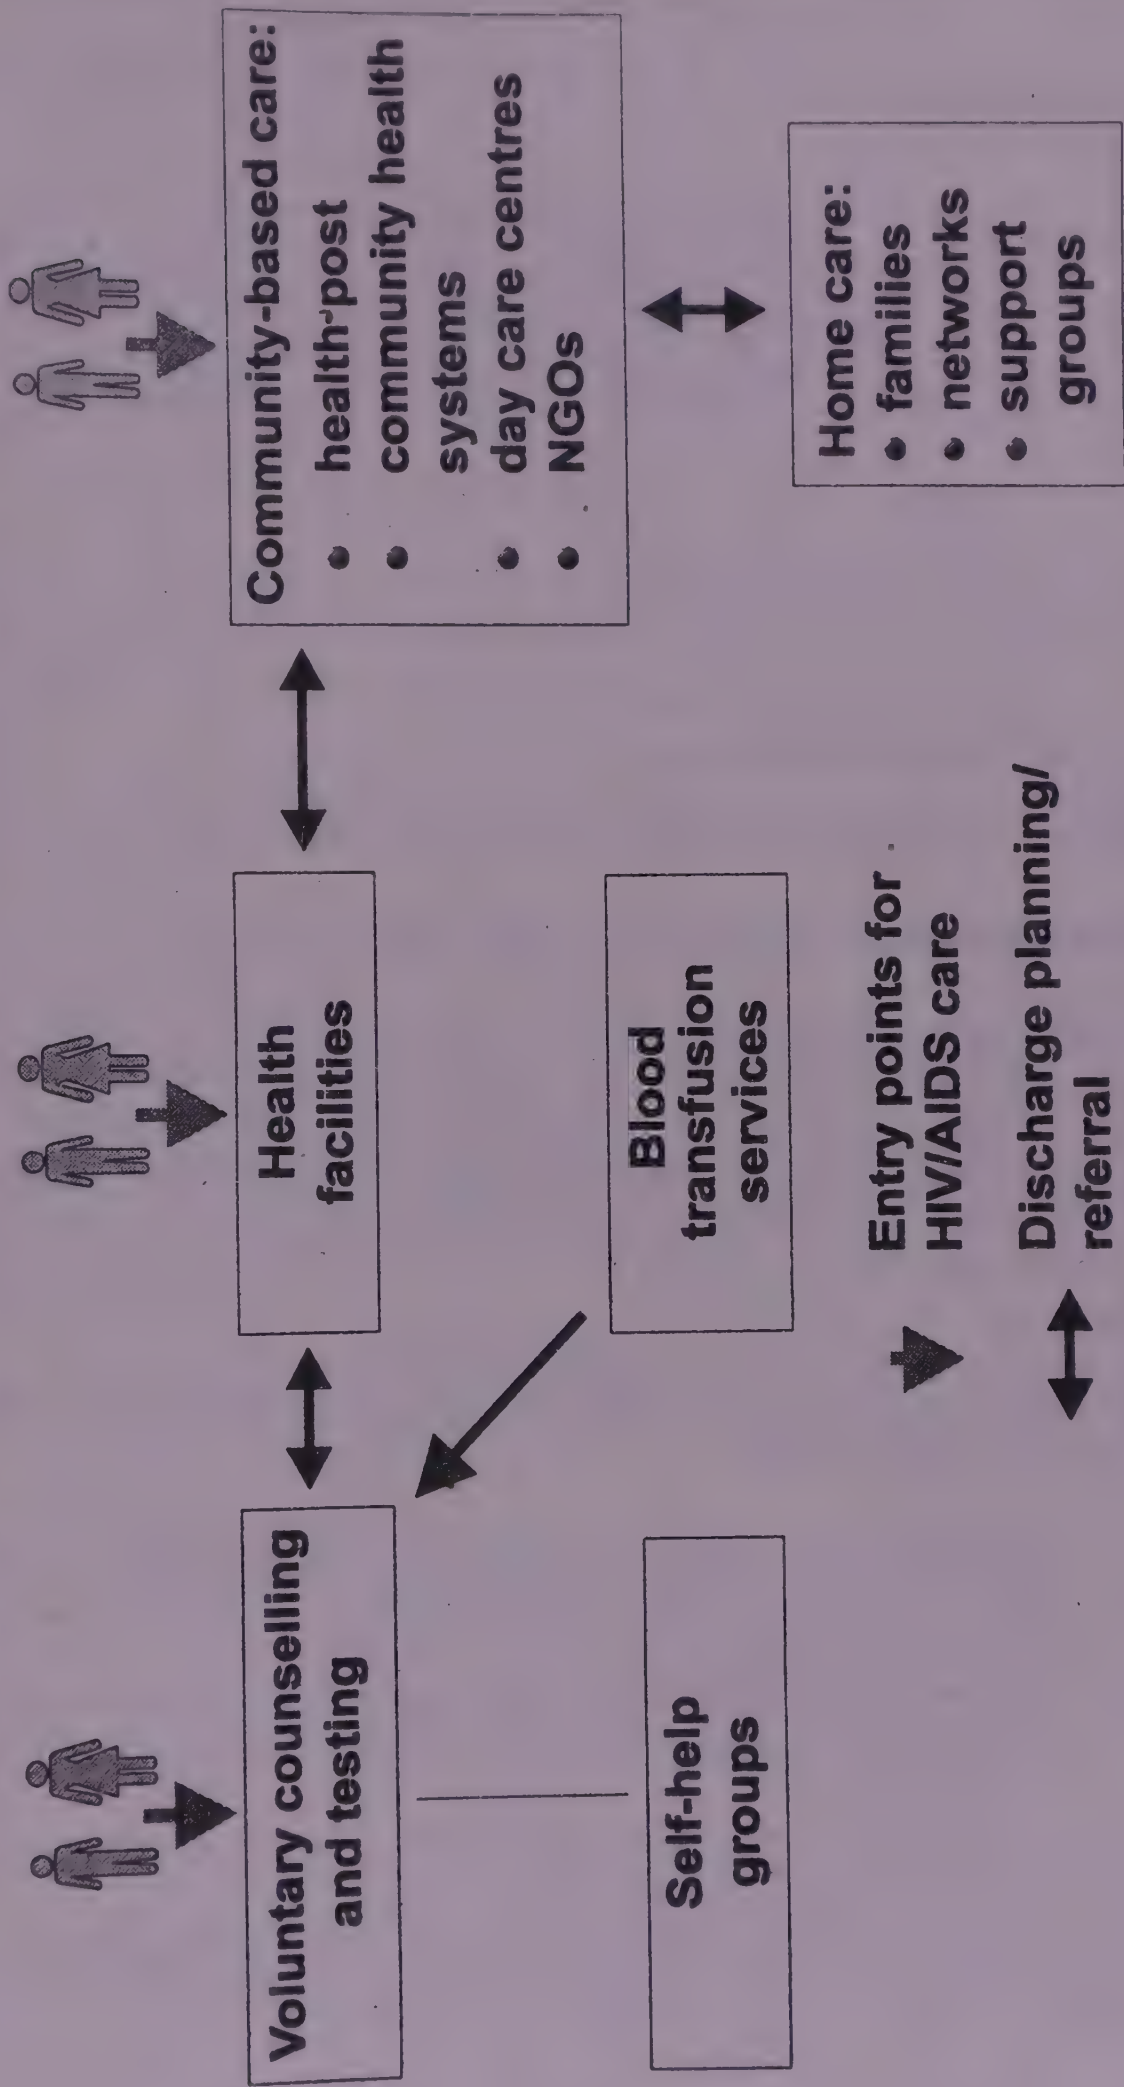 Voluntary counselling
and testing
Health
facilities
Community-based care:
• health post
• community health
systems
• day care centres
• NGOs
Self-help
groups
Blood
transfusion
services
Home care:
• families
• networks
• support
groups
Entry points for
HIV/AIDS care
Discharge planning/
referral